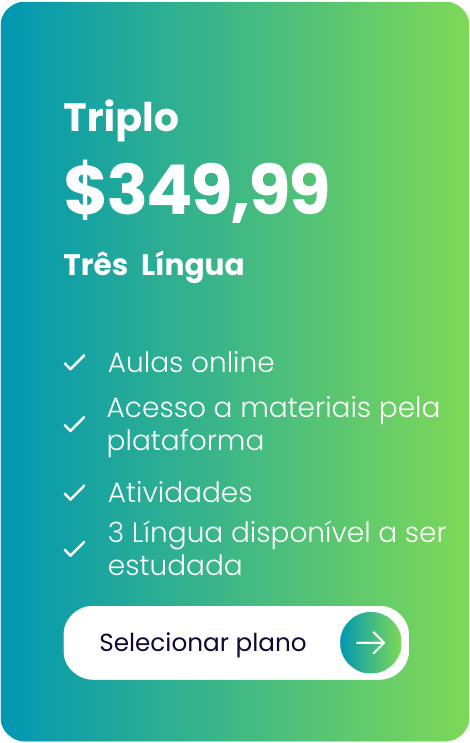 Triplo
$349,99
Três Língua
Aulas online
Acesso a materiais pela
plataforma
Atividades
3 Língua disponível a ser
estudada
Selecionar plano